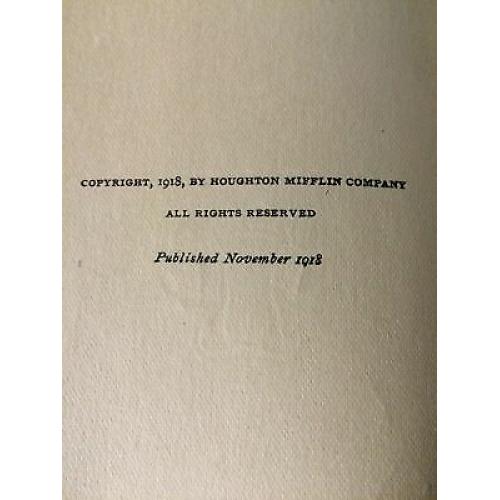 COPYRIGHT, 1918, BY HOUGHTON MIFFLIN COMPANY
ALL RIGHTS RESERVED
Published November 1918